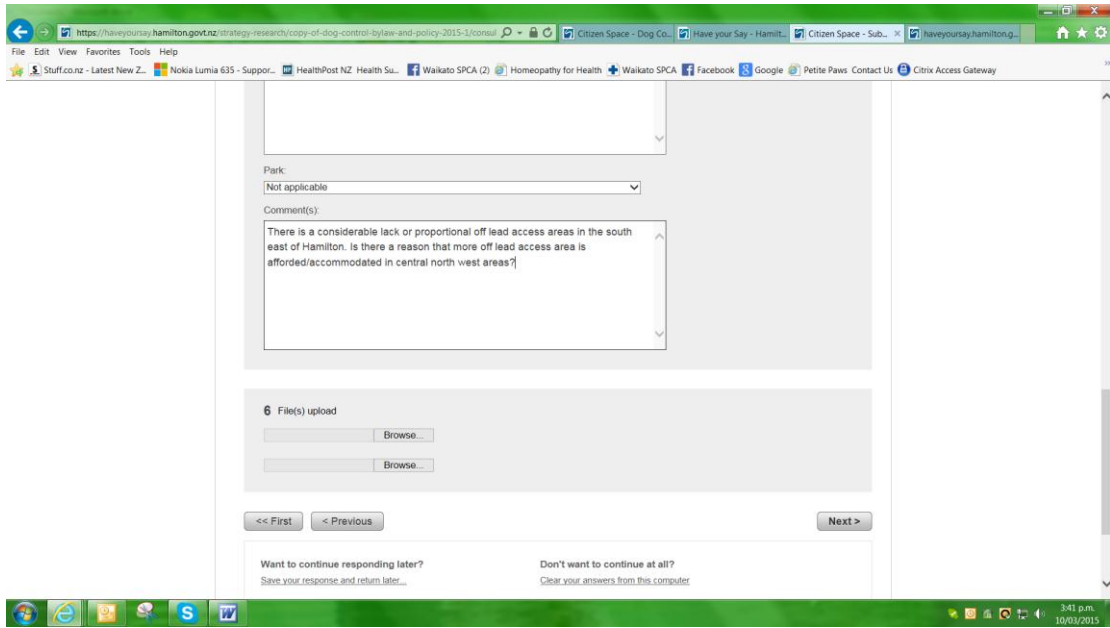 https://haveyoursay.hamilton.govt.nz/strategy-research/copy-of-dog-control-bylaw-and-policy-2015-1/consul
Citizen Space - Dog Co...
Have your Say - Hamilt...
Citizen Space - Sub...
haveyoursay.hamilton.g...
File Edit View Favorites Tools Help
Stuff.co.nz - Latest New Z...
Nokia Lumia 635 - Suppor...
HealthPost NZ Health Su...
Waikato SPCA (2)
Homeopathy for Health
Waikato SPCA
Facebook
Google
Petite Paws Contact Us
Citrix Access Gateway
Park:
Not applicable
Comment(s):
There is a considerable lack or proportional off lead access areas in the south
east of Hamilton. Is there a reason that more off lead access area is
afforded/accommodated in central north west areas?
6 File(s) upload
Browse...
Browse...
<< First
< Previous
Next >
Want to continue responding later?
Don't want to continue at all?
Save your response and return later...
Clear your answers from this computer
3:41 p.m.
10/03/2015